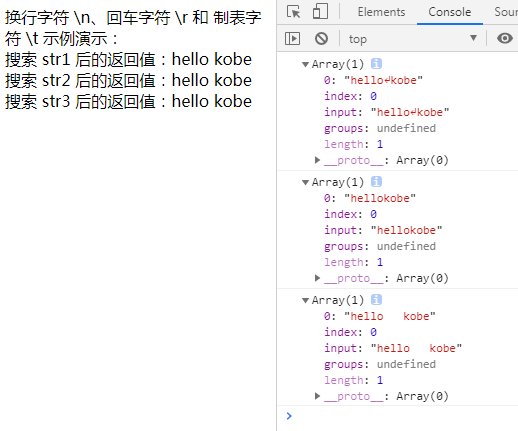 换行字符 \n、回车字符 \r 和 制表字
符 \t 示例演示：
搜索 str1 后的返回值：hello kobe
搜索 str2 后的返回值：hello kobe
搜索 str3 后的返回值：hello kobe
Elements Console Sour
top
Array(1)
0: "hello↵kobe"
index: 0
input: "hello↵kobe"
groups: undefined
length: 1
__proto__: Array(0)
Array(1)
0: "hellokobe"
index: 0
input: "hellokobe"
groups: undefined
length: 1
__proto__: Array(0)
Array(1)
0: "hello   kobe"
index: 0
input: "hello   kobe"
groups: undefined
length: 1
__proto__: Array(0)